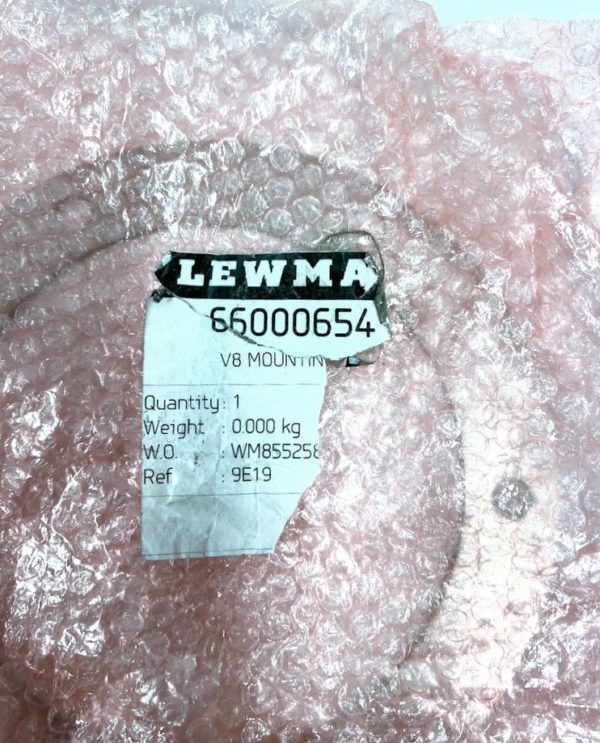 LEWMA
66000654
V8 MOUNTIN
Quantity: 1
Weight : 0.000 kg
W.O. : WM855258
Ref : 9E19